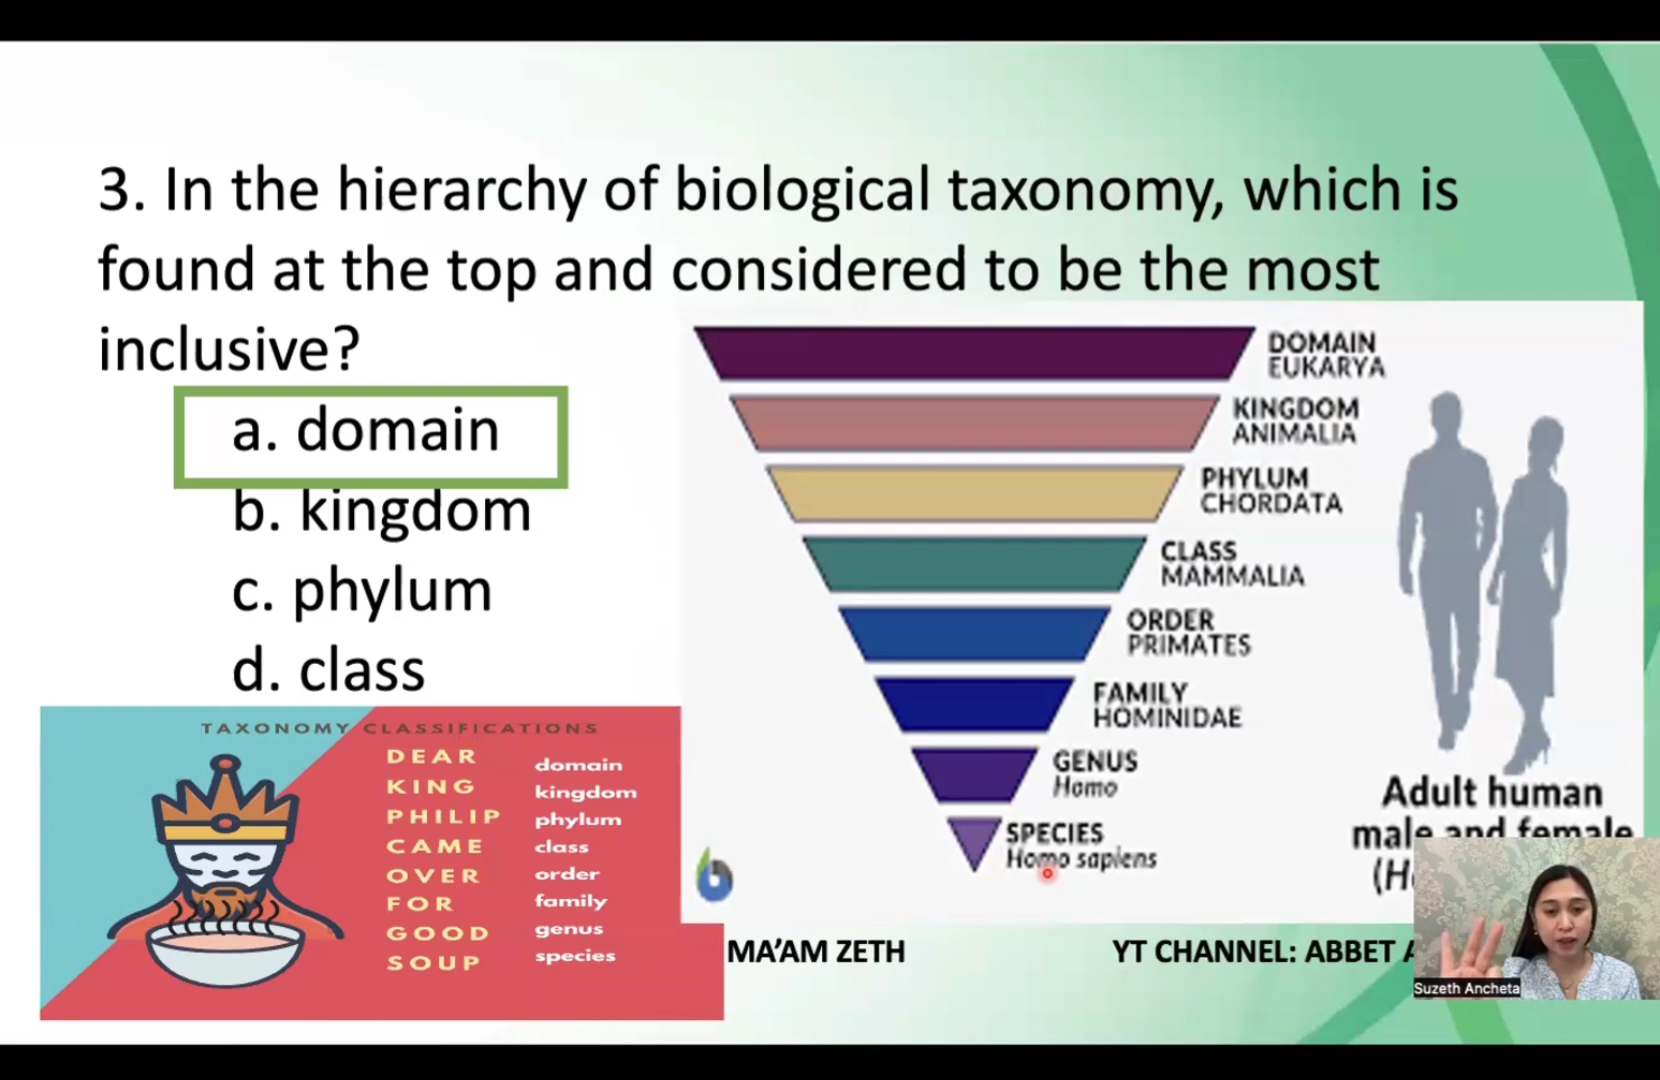 3. In the hierarchy of biological taxonomy, which is
found at the top and considered to be the most
inclusive?
a. domain
b. kingdom
c. phylum
d. class
DOMAIN
EUKARYA
KINGDOM
ANIMALIA
PHYLUM
CHORDATA
CLASS
MAMMALIA
ORDER
PRIMATES
FAMILY
HOMINIDAE
GENUS
Homo
SPECIES
Homo sapiens
Adult human
male and female
TAXONOMY CLASSIFICATIONS
DEAR domain
KING kingdom
PHILIP phylum
CAME class
OVER order
FOR family
GOOD genus
SOUP species
MA'AM ZETH
YT CHANNEL: ABBET
Suzeth Ancheta